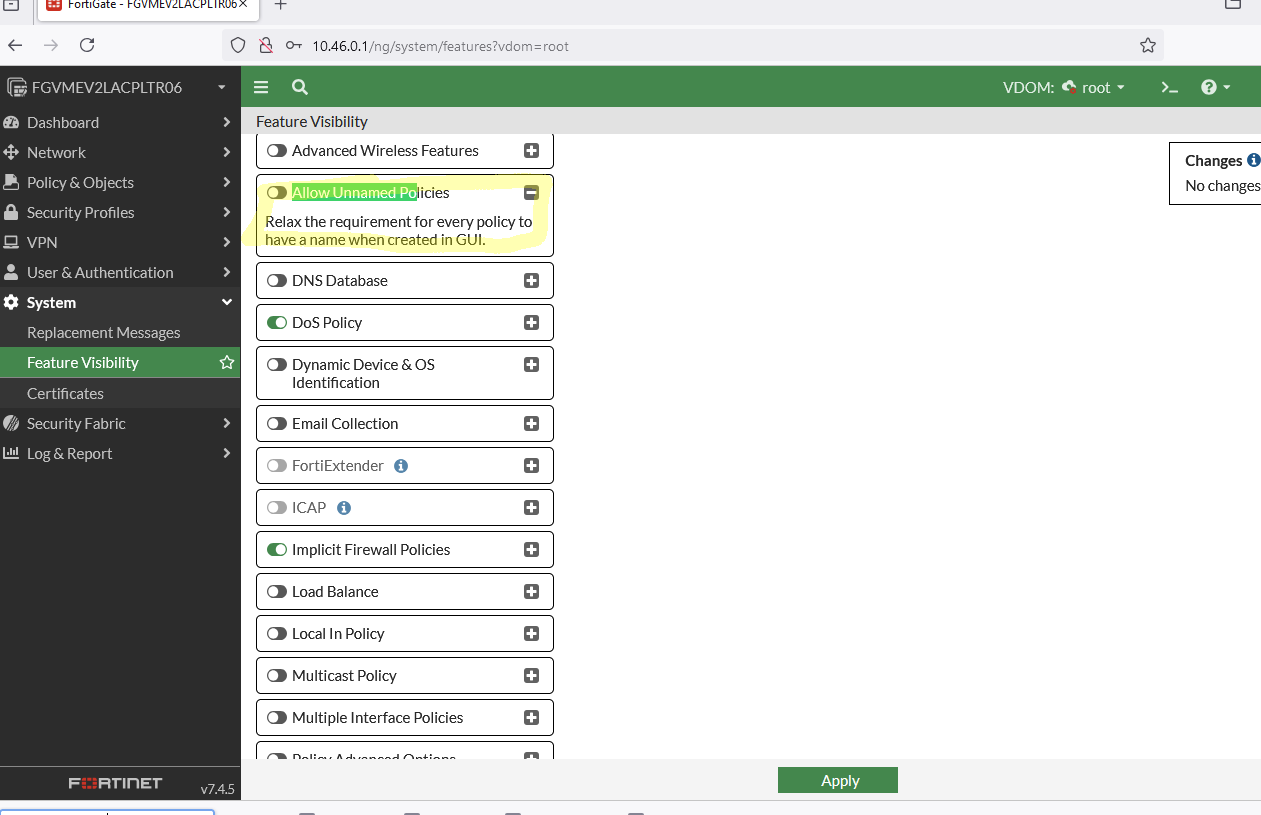 FortiGate - FGVMEV2LACPLTR06
10.46.0.1/ng/system/features?vdom=root
FGVMEV2LACPLTR06
VDOM: root
Feature Visibility
Dashboard
Network
Policy & Objects
Security Profiles
VPN
User & Authentication
System
Replacement Messages
Feature Visibility
Certificates
Security Fabric
Log & Report
FORTINET
v7.4.5
Advanced Wireless Features
Allow Unnamed Policies
Relax the requirement for every policy to
have a name when created in GUI.
DNS Database
DoS Policy
Dynamic Device & OS
Identification
Email Collection
FortiExtender
ICAP
Implicit Firewall Policies
Load Balance
Local In Policy
Multicast Policy
Multiple Interface Policies
Policy Advanced Options
Changes
No changes
Apply